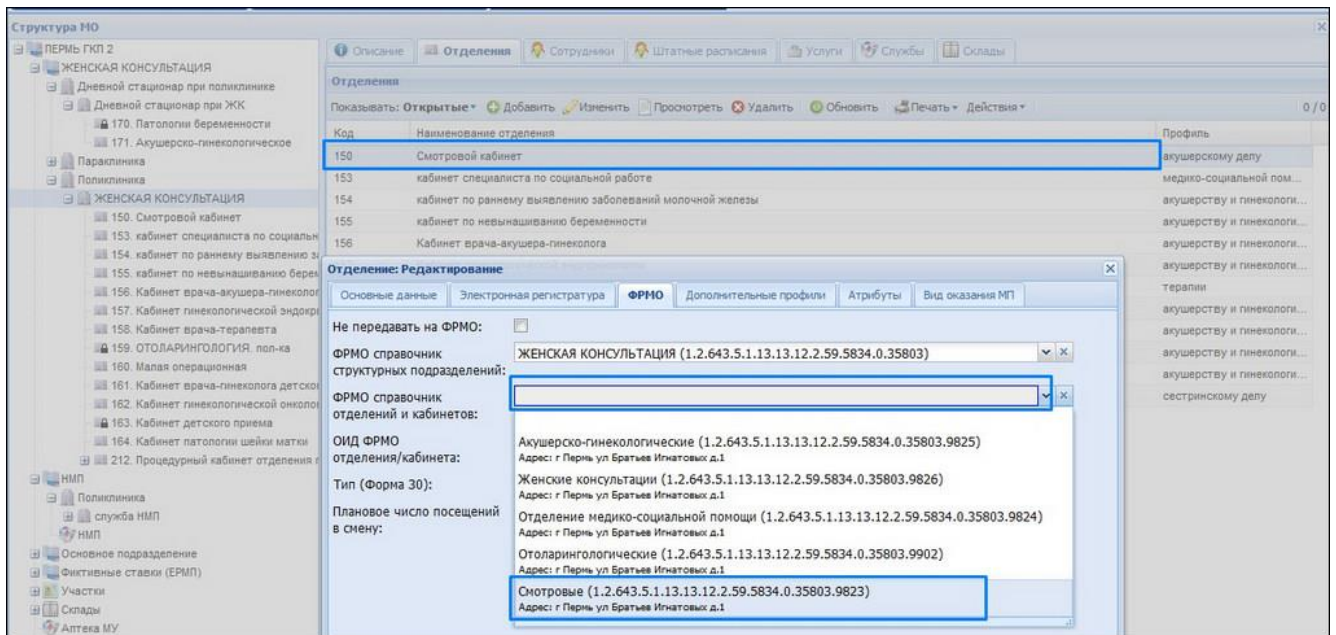 Структура МО
ПЕРМЬ ГКП 2
ЖЕНСКАЯ КОНСУЛЬТАЦИЯ
Дневной стационар при поликлинике
Дневной стационар при ЖК
170. Патологии беременности
171. Акушерско-гинекологическое
Параклиника
Поликлиника
ЖЕНСКАЯ КОНСУЛЬТАЦИЯ
150. Смотровой кабинет
153. кабинет специалиста по социальн
154. кабинет по раннему выявлению за
155. кабинет по невынашиванию берем
156. Кабинет врача-акушера-гинеколог
157. Кабинет гинекологической эндокри
158. Кабинет врача-терапевта
159. ОТОЛАРИНГОЛОГИЯ. пол-ка
160. Малая операционная
161. Кабинет врача-гинеколога детског
162. Кабинет гинекологической онколог
163. Кабинет детского приема
164. Кабинет патологии шейки матки
212. Процедурный кабинет отделения г
НМП
Поликлиника
служба НМП
НМП
Основное подразделение
Фиктивные ставки (ЕРМП)
Участки
Склады
Аптека МУ
Описание Отделения Сотрудники Штатные расписания Услуги Службы Склады
Отделения
Показывать: Открытые Добавить Изменить Просмотреть Удалить Обновить Печать Действия 0 / 0
Код Наименование отделения Профиль
150 Смотровой кабинет акушерскому делу
153 кабинет специалиста по социальной работе медико-социальной пом...
154 кабинет по раннему выявлению заболеваний молочной железы акушерству и гинекологи...
155 кабинет по невынашиванию беременности акушерству и гинекологи...
156 Кабинет врача-акушера-гинеколога акушерству и гинекологи...
акушерству и гинекологи...
терапии
акушерству и гинекологи...
акушерству и гинекологи...
акушерству и гинекологи...
акушерству и гинекологи...
сестринскому делу
Отделение: Редактирование
Основные данные Электронная регистратура ФРМО Дополнительные профили Атрибуты Вид оказания МП
Не передавать на ФРМО:
ФРМО справочник структурных подразделений: ЖЕНСКАЯ КОНСУЛЬТАЦИЯ (1.2.643.5.1.13.13.12.2.59.5834.0.35803)
ФРМО справочник
отделений и кабинетов:
ОИД ФРМО
отделения/кабинета:
Тип (Форма 30):
Плановое число посещений
в смену:
Акушерско-гинекологические (1.2.643.5.1.13.13.12.2.59.5834.0.35803.9825)
Адрес: г Пермь ул Братьев Игнатовых д.1
Женские консультации (1.2.643.5.1.13.13.12.2.59.5834.0.35803.9826)
Адрес: г Пермь ул Братьев Игнатовых д.1
Отделение медико-социальной помощи (1.2.643.5.1.13.13.12.2.59.5834.0.35803.9824)
Адрес: г Пермь ул Братьев Игнатовых д.1
Отоларингологические (1.2.643.5.1.13.13.12.2.59.5834.0.35803.9902)
Адрес: г Пермь ул Братьев Игнатовых д.1
Смотровые (1.2.643.5.1.13.13.12.2.59.5834.0.35803.9823)
Адрес: г Пермь ул Братьев Игнатовых д.1